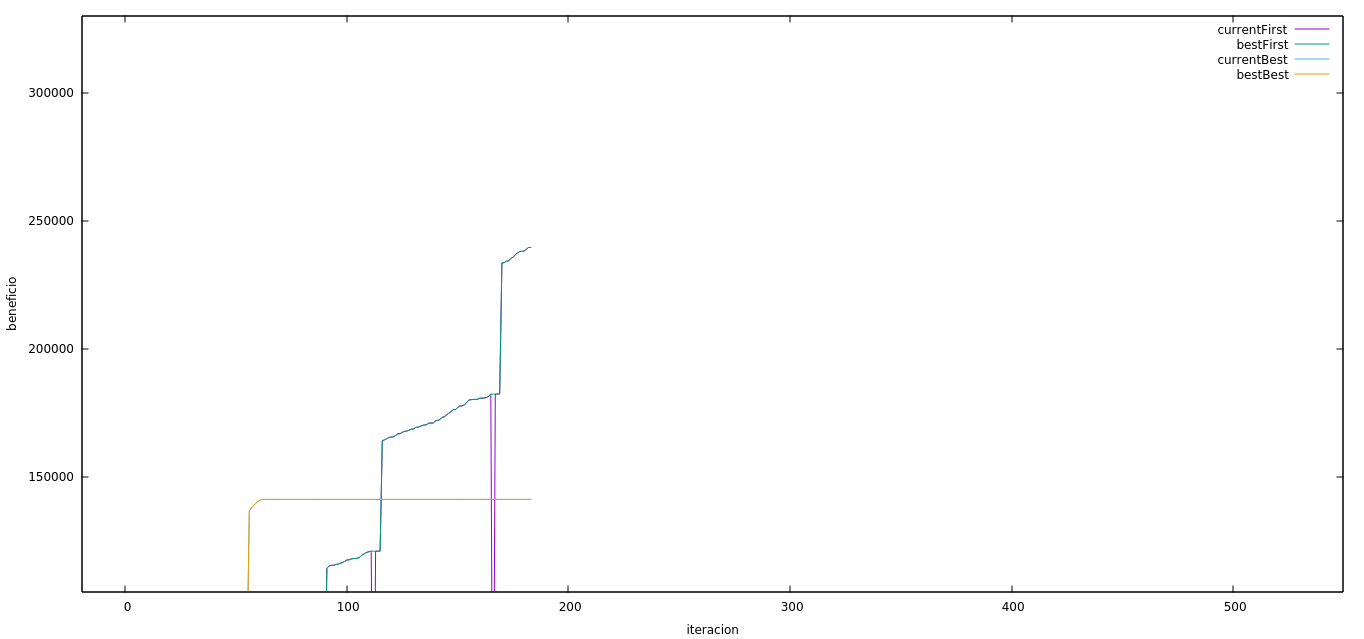 currentFirst
bestFirst
currentBest
bestBest
300000
250000
200000
150000
beneficio
0 100 200 300 400 500
iteracion